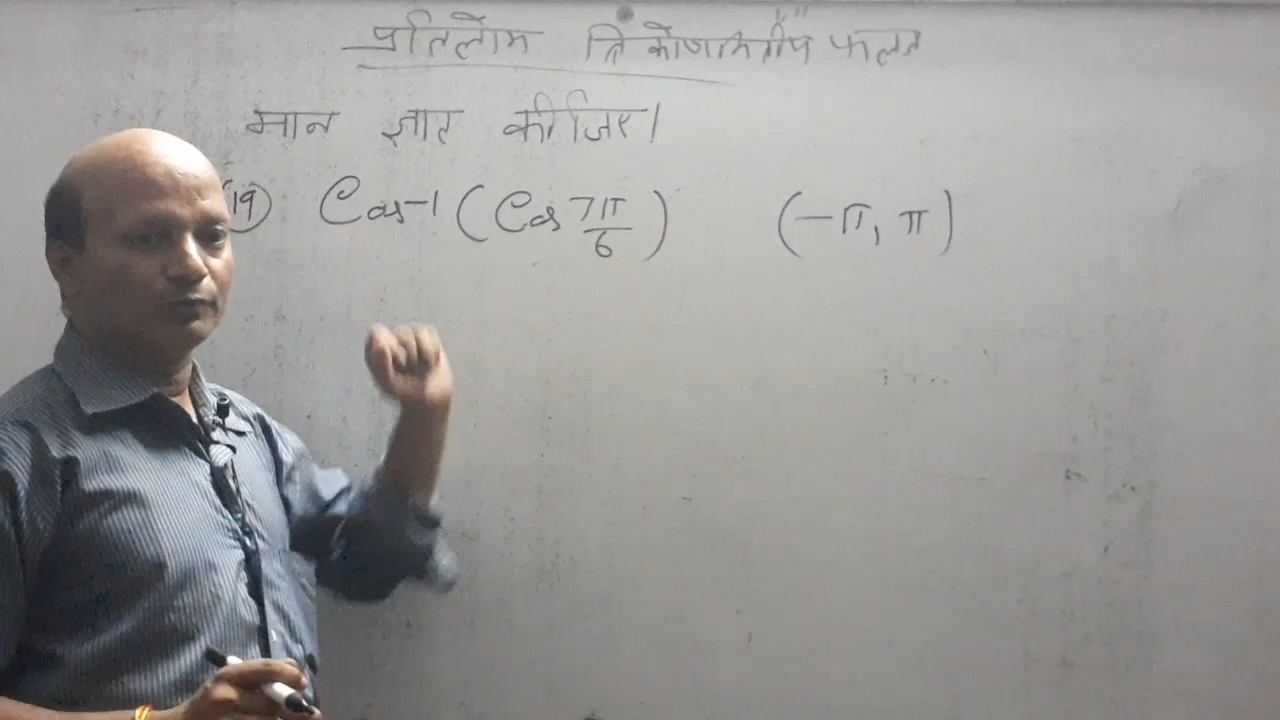 प्रतिलोम त्रिकोणमितीय फलन
मान ज्ञात कीजिए।
(19) Cos⁻¹ (Cos 7π/6) (-π, π)